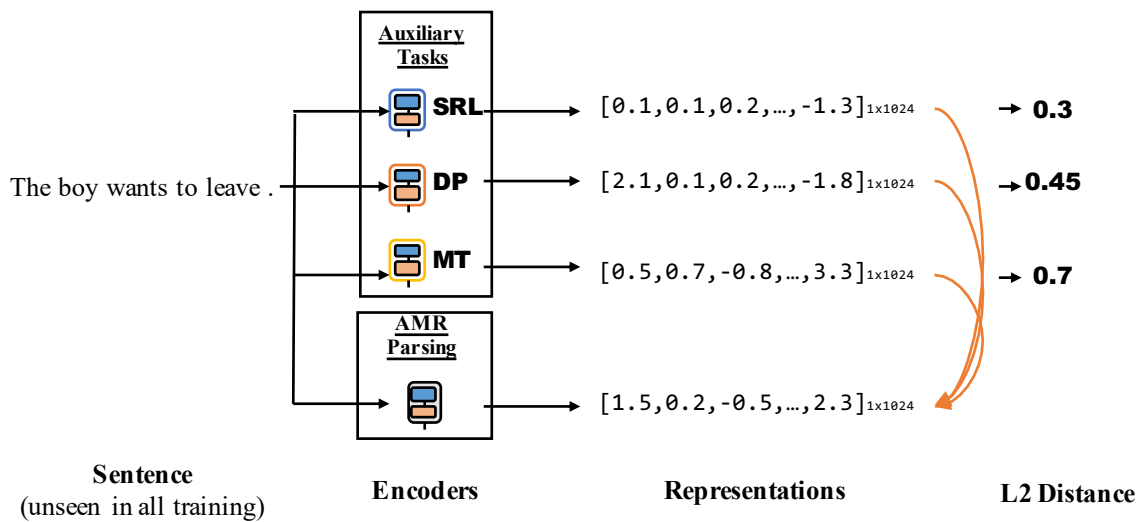 Auxiliary
Tasks
SRL
[0.1,0.1,0.2,…,-1.3]1x1024
0.3
The boy wants to leave .
DP
[2.1,0.1,0.2,…,-1.8]1x1024
0.45
MT
[0.5,0.7,-0.8,…,3.3]1x1024
0.7
AMR
Parsing
[1.5,0.2,-0.5,…,2.3]1x1024
Sentence
(unseen in all training)
Encoders
Representations
L2 Distance